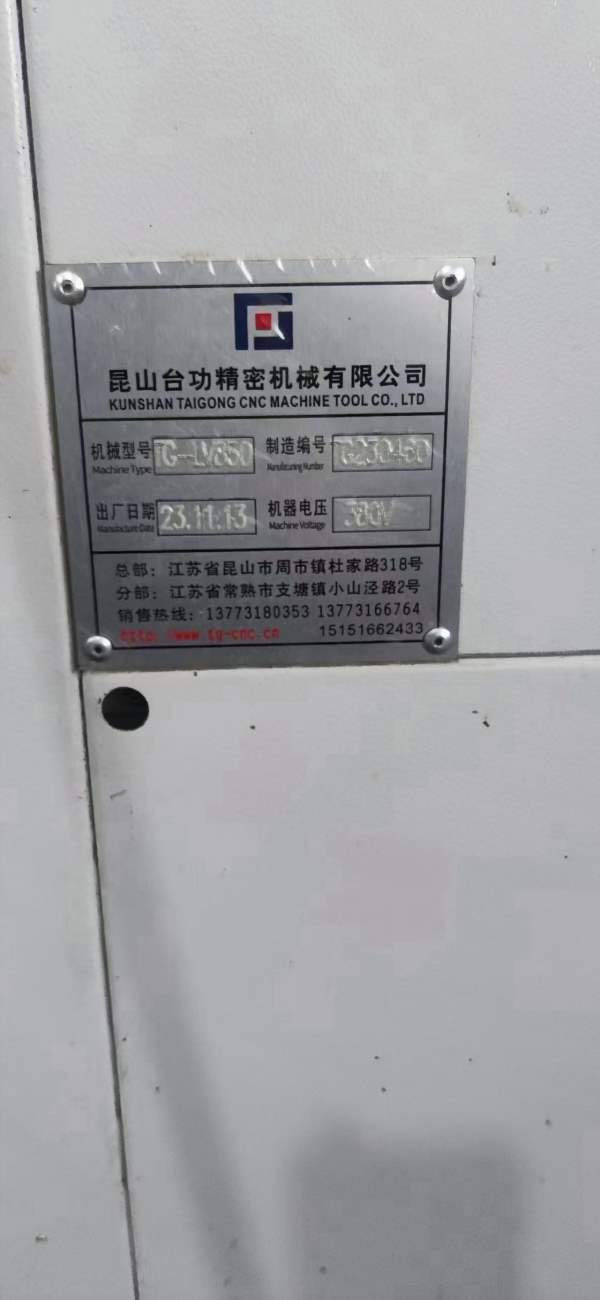 昆山台功精密机械有限公司
KUNSHAN TAIGONG CNC MACHINE TOOL CO., LTD
机械型号 TG-LV850 制造编号 TG230450
Machine Type Manufacturing Number
出厂日期 23.11.13 机器电压 380V
Manufacture Date Machine Voltage
总部：江苏省昆山市周市镇杜家路318号
分部：江苏省常熟市支塘镇小山泾路2号
销售热线：13773180353 13773166764
http://www.tg-cnc.cn 15151662433